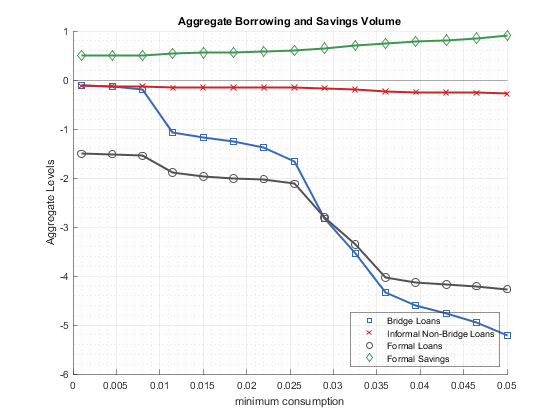 Aggregate Borrowing and Savings Volume
1
0
-1
-2
-3
-4
-5
-6
Aggregate Levels
Bridge Loans
Informal Non-Bridge Loans
Formal Loans
Formal Savings
0 0.005 0.01 0.015 0.02 0.025 0.03 0.035 0.04 0.045 0.05
minimum consumption